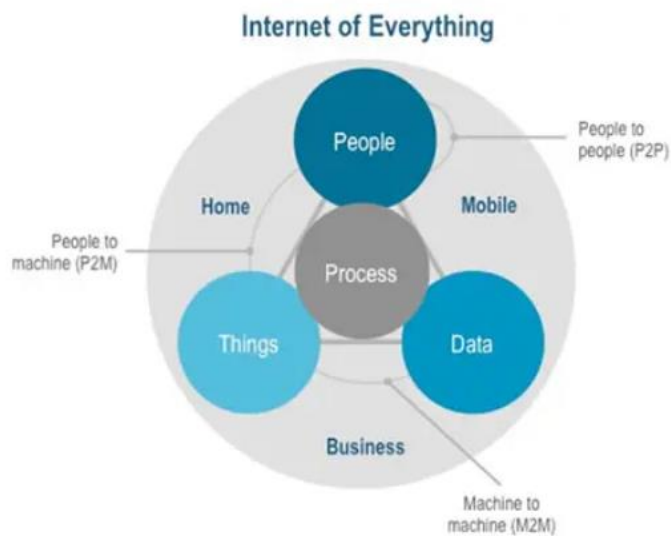 Internet of Everything
People
People to
people (P2P)
Home
Mobile
People to
machine (P2M)
Process
Things
Data
Business
Machine to
machine (M2M)